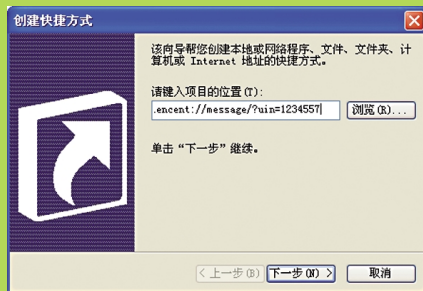 创建快捷方式
该向导帮您创建本地或网络程序、文件、文件夹、计
算机或 Internet 地址的快捷方式。
请键入项目的位置(T):
.encent://message/?uin=1234557
浏览(R)...
单击“下一步”继续。
< 上一步(B)
下一步(N) >
取消